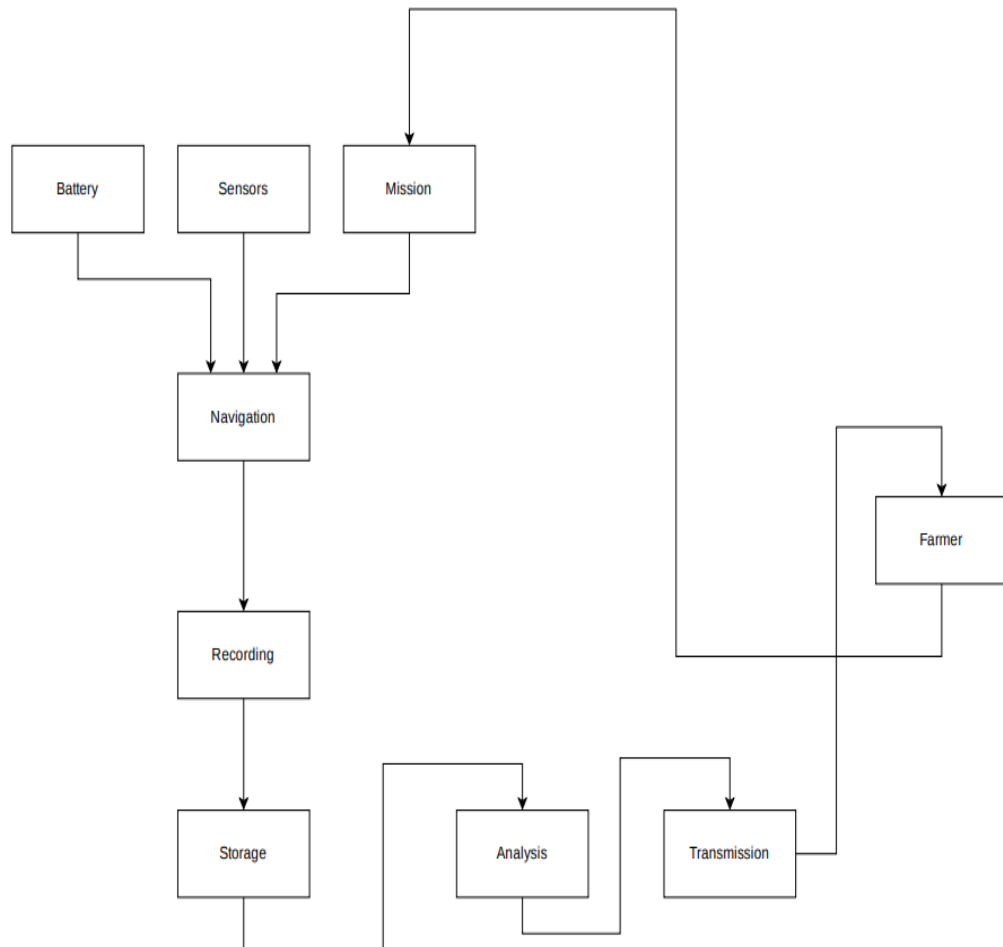 Battery
Sensors
Mission
Navigation
Farmer
Recording
Storage
Analysis
Transmission